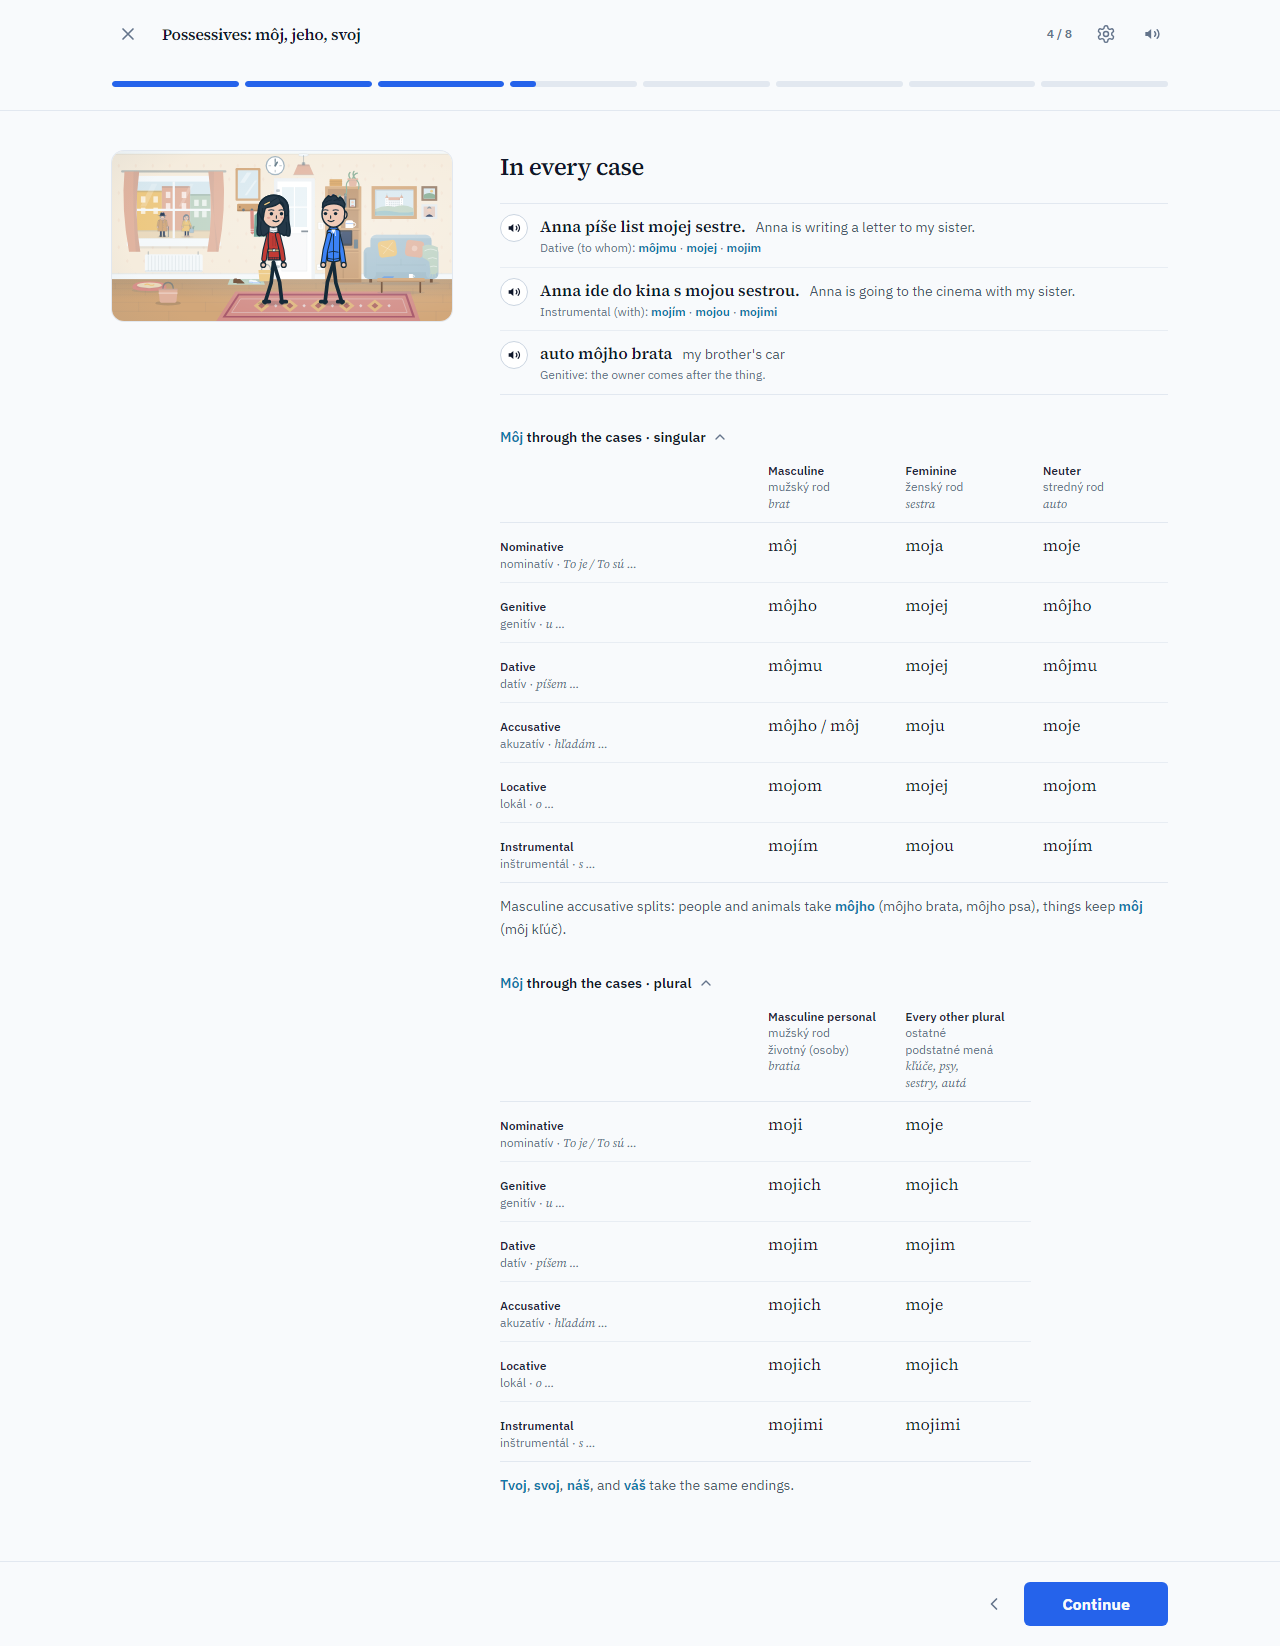 Possessives: môj, jeho, svoj
4 / 8
In every case
Anna píše list mojej sestre. Anna is writing a letter to my sister.
Dative (to whom): môjmu · mojej · mojim
Anna ide do kina s mojou sestrou. Anna is going to the cinema with my sister.
Instrumental (with): mojím · mojou · mojimi
auto môjho brata my brother's car
Genitive: the owner comes after the thing.
Môj through the cases · singular
Masculine Feminine Neuter
mužský rod ženský rod stredný rod
brat sestra auto
Nominative môj moja moje
nominatív · To je / To sú ...
Genitive môjho mojej môjho
genitív · u ...
Dative môjmu mojej môjmu
datív · píšem ...
Accusative môjho / môj moju moje
akuzatív · hľadám ...
Locative mojom mojej mojom
lokál · o ...
Instrumental mojím mojou mojím
inštrumentál · s ...
Masculine accusative splits: people and animals take môjho (môjho brata, môjho psa), things keep môj
(môj kľúč).
Môj through the cases · plural
Masculine personal Every other plural
mužský rod ostatné
životný (osoby) podstatné mená
bratia kľúče, psy,
sestry, autá
Nominative moji moje
nominatív · To je / To sú ...
Genitive mojich mojich
genitív · u ...
Dative mojim mojim
datív · píšem ...
Accusative mojich moje
akuzatív · hľadám ...
Locative mojich mojich
lokál · o ...
Instrumental mojimi mojimi
inštrumentál · s ...
Tvoj, svoj, náš, and váš take the same endings.
Continue